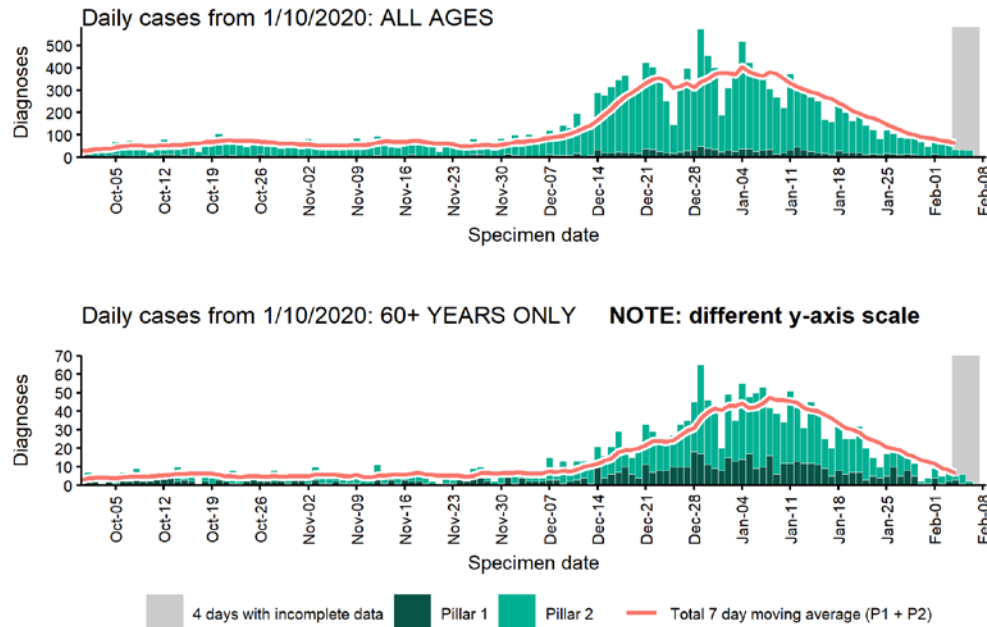 Daily cases from 1/10/2020: ALL AGES
Diagnoses
500
400
300
200
100
0
Oct-05
Oct-12
Oct-19
Oct-26
Nov-02
Nov-09
Nov-16
Nov-23
Nov-30
Dec-07
Dec-14
Dec-21
Dec-28
Jan-04
Jan-11
Jan-18
Jan-25
Feb-01
Feb-08
Specimen date
Daily cases from 1/10/2020: 60+ YEARS ONLY NOTE: different y-axis scale
Diagnoses
70
60
50
40
30
20
10
0
Oct-05
Oct-12
Oct-19
Oct-26
Nov-02
Nov-09
Nov-16
Nov-23
Nov-30
Dec-07
Dec-14
Dec-21
Dec-28
Jan-04
Jan-11
Jan-18
Jan-25
Feb-01
Feb-08
Specimen date
4 days with incomplete data Pillar 1 Pillar 2 Total 7 day moving average (P1 + P2)